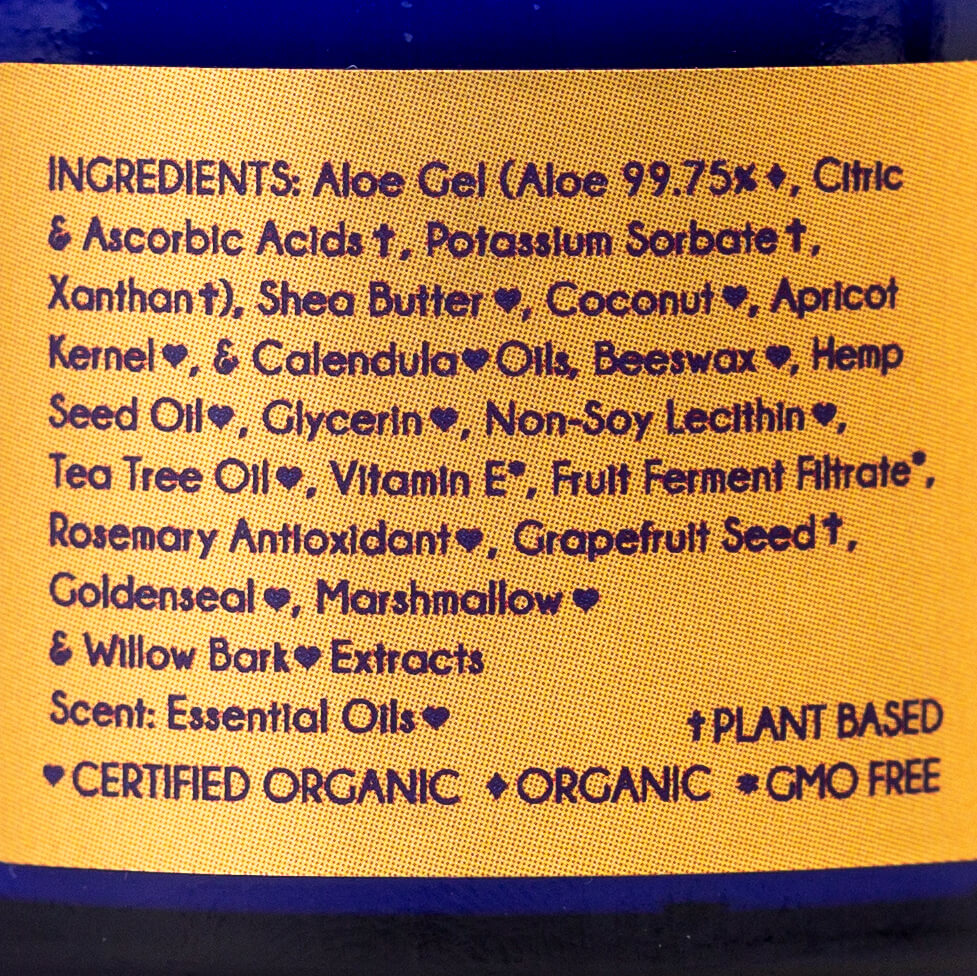 INGREDIENTS: Aloe Gel (Aloe 99.75%♦, Citric
& Ascorbic Acids†, Potassium Sorbate†,
Xanthan†), Shea Butter♥, Coconut♥, Apricot
Kernel♥, & Calendula♥ Oils, Beeswax♥, Hemp
Seed Oil♥, Glycerin♥, Non-Soy Lecithin♥,
Tea Tree Oil♥, Vitamin E*, Fruit Ferment Filtrate*,
Rosemary Antioxidant♥, Grapefruit Seed†,
Goldenseal♥, Marshmallow♥
& Willow Bark♥ Extracts
Scent: Essential Oils♥ †PLANT BASED
♥CERTIFIED ORGANIC ♦ORGANIC *GMO FREE